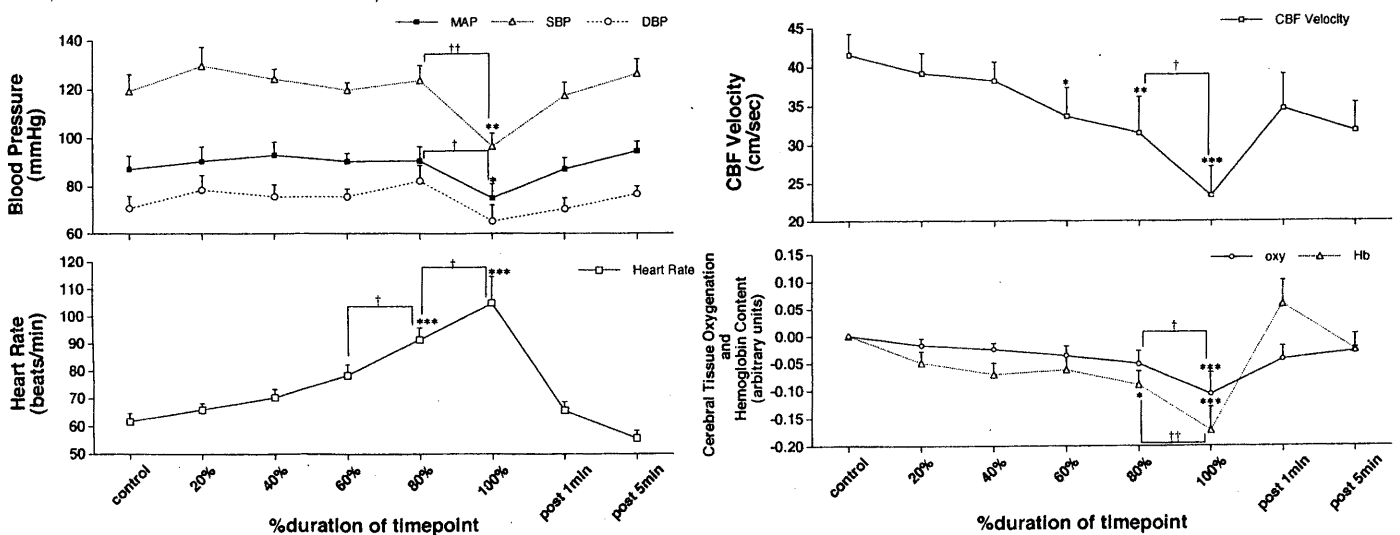 MAP SBP DBP
140
120
100
80
60
Blood Pressure
(mmHg)
††
**
†
*
Heart Rate
120
110
100
90
80
70
60
50
Heart Rate
(beats/min)
†
***
†
***
control 20% 40% 60% 80% 100% post 1min post 5min
%duration of timepoint
CBF Velocity
45
40
35
30
25
20
CBF Velocity
(cm/sec)
*
**
†
***
oxy Hb
0.15
0.10
0.05
0.00
-0.05
-0.10
-0.15
-0.20
Cerebral Tissue Oxygenation
and
Hemoglobin Content
(arbitrary units)
†
***
*
***
††
control 20% 40% 60% 80% 100% post 1min post 5min
%duration of timepoint